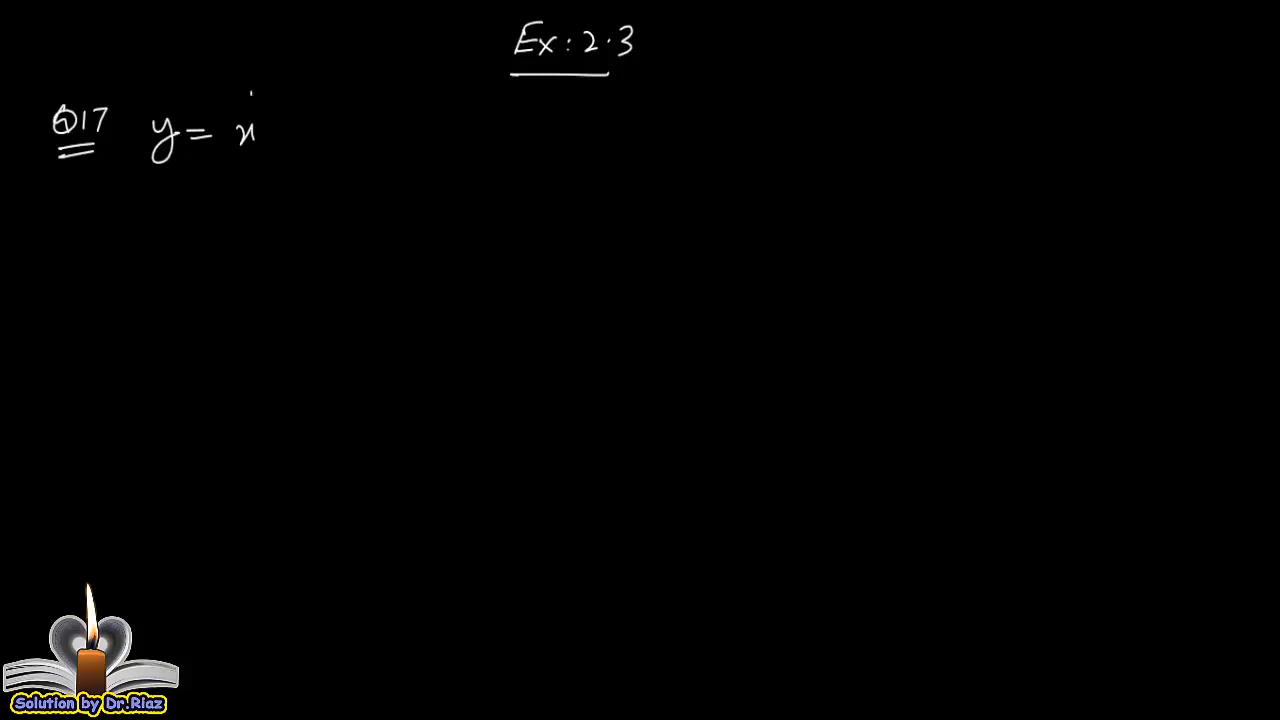 Ex: 2.3
Q17 y = x
Solution by Dr.Riaz